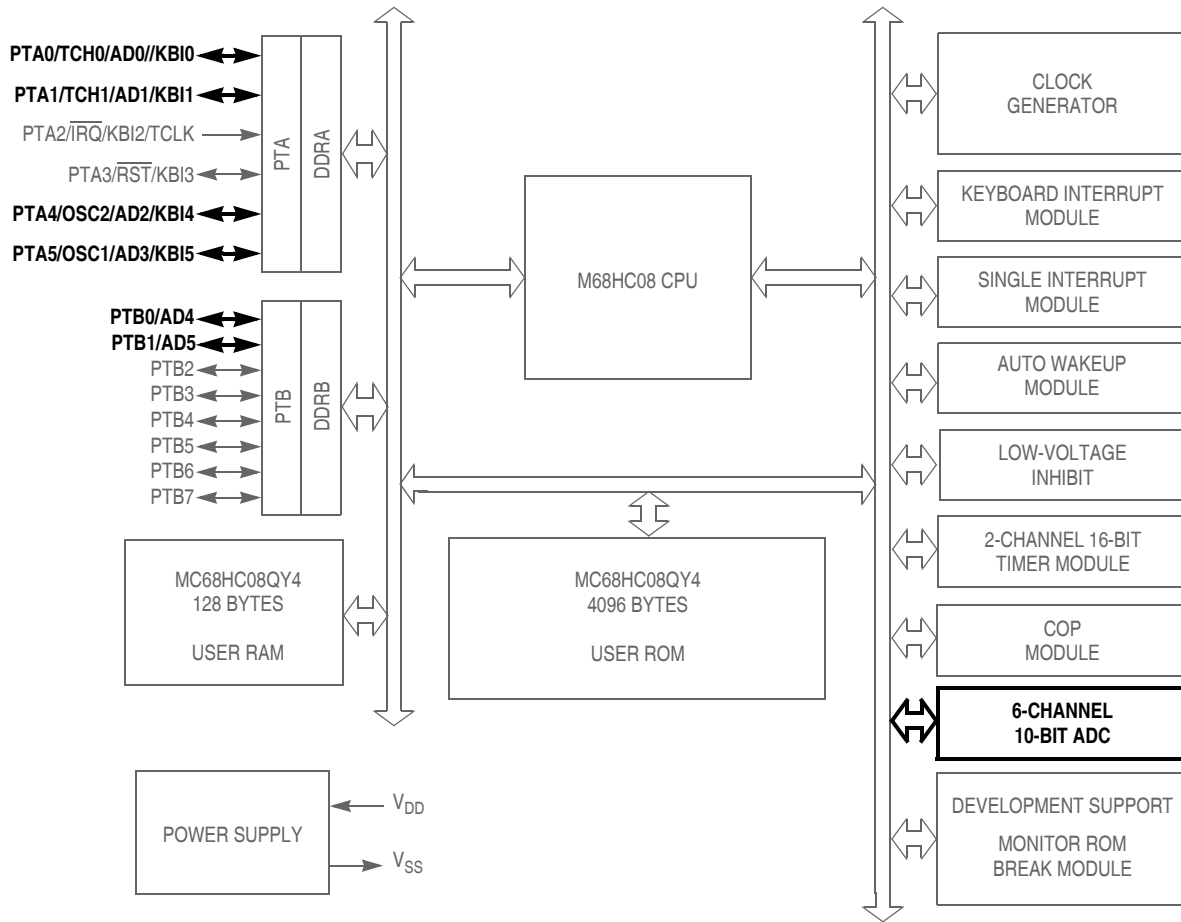 PTA0/TCH0/AD0//KBI0
PTA1/TCH1/AD1/KBI1
PTA2/IRQ/KBI2/TCLK
PTA3/RST/KBI3
PTA4/OSC2/AD2/KBI4
PTA5/OSC1/AD3/KBI5
PTA
DDRA
PTB0/AD4
PTB1/AD5
PTB2
PTB3
PTB4
PTB5
PTB6
PTB7
PTB
DDRB
M68HC08 CPU
MC68HC08QY4
128 BYTES
USER RAM
MC68HC08QY4
4096 BYTES
USER ROM
POWER SUPPLY
VDD
VSS
CLOCK
GENERATOR
KEYBOARD INTERRUPT
MODULE
SINGLE INTERRUPT
MODULE
AUTO WAKEUP
MODULE
LOW-VOLTAGE
INHIBIT
2-CHANNEL 16-BIT
TIMER MODULE
COP
MODULE
6-CHANNEL
10-BIT ADC
DEVELOPMENT SUPPORT
MONITOR ROM
BREAK MODULE